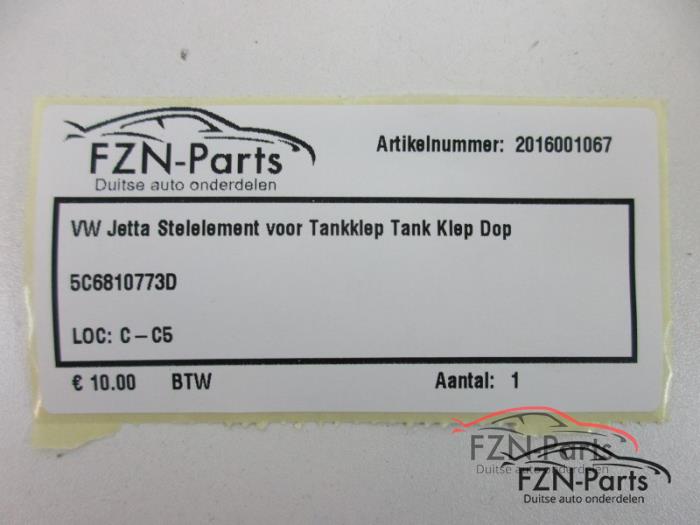 FZN-Parts
Duitse auto onderdelen
Artikelnummer: 2016001067
VW Jetta Stelelement voor Tankklep Tank Klep Dop
5C6810773D
LOC: C-C5
€ 10.00 BTW Aantal: 1
FZN-Parts
Duitse auto onderdelen
FZN-Parts
Duitse auto onderdelen